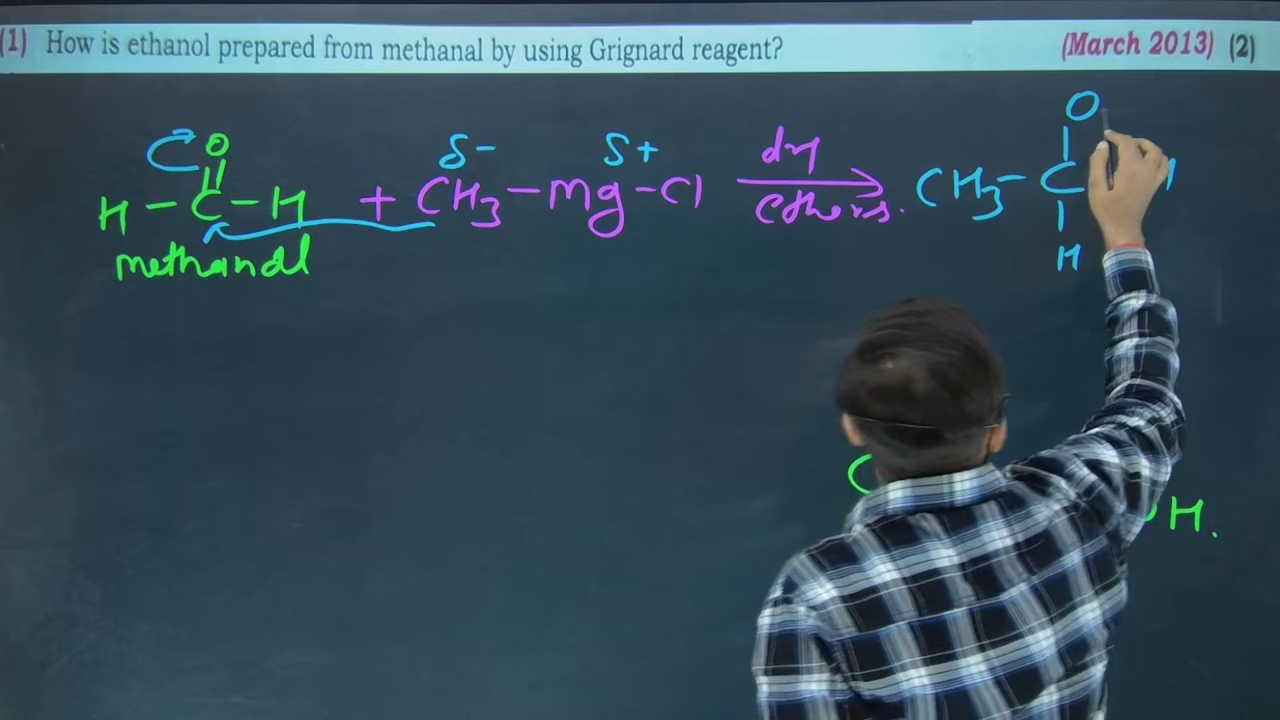 (1) How is ethanol prepared from methanal by using Grignard reagent? (March 2013) (2)
O
δ- δ+ dry
H - C - H + CH3 - Mg - Cl ethers. CH3 - C
O
methanal H
H.